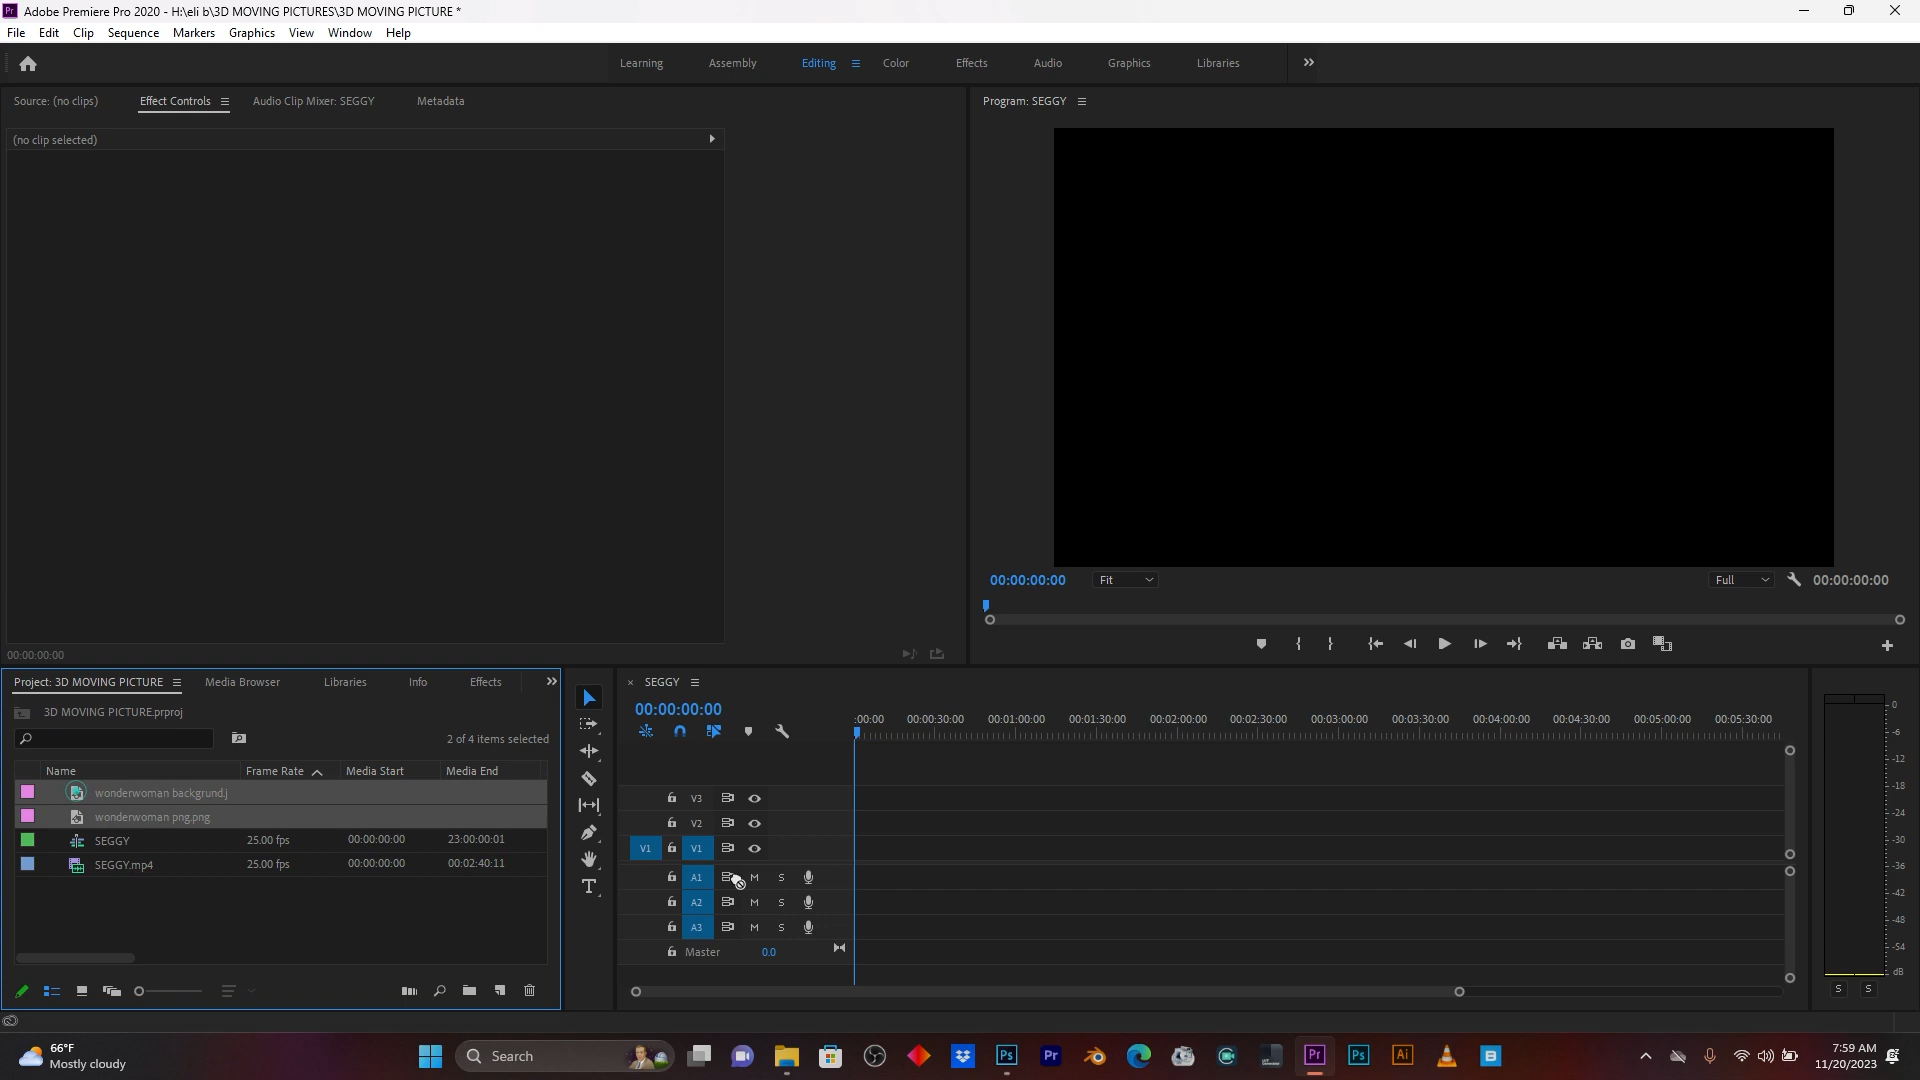 Pr Adobe Premiere Pro 2020 - H:\eli b\3D MOVING PICTURES\3D MOVING PICTURE *
File Edit Clip Sequence Markers Graphics View Window Help
Learning Assembly Editing Color Effects Audio Graphics Libraries
Source: (no clips) Effect Controls Audio Clip Mixer: SEGGY Metadata
Program: SEGGY
(no clip selected)
00:00:00:00 Fit Full 00:00:00:00
00:00:00:00
Project: 3D MOVING PICTURE Media Browser Libraries Info Effects
3D MOVING PICTURE.prproj
2 of 4 items selected
Name Frame Rate Media Start Media End
wonderwoman backgrund.j
wonderwoman png.png
SEGGY 25.00 fps 00:00:00:00 23:00:00:01
SEGGY.mp4 25.00 fps 00:00:00:00 00:02:40:11
T
× SEGGY
00:00:00:00
:00:00 00:00:30:00 00:01:00:00 00:01:30:00 00:02:00:00 00:02:30:00 00:03:00:00 00:03:30:00 00:04:00:00 00:04:30:00 00:05:00:00 00:05:30:00
V3
V2
V1 V1
A1 M S
A2 M S
A3 M S
Master 0.0
0
-6
-12
-18
-24
-30
-36
-42
-48
-54
dB
S S
66°F
Mostly cloudy
Search
Ps Pr Pr Ps Ai B
7:59 AM
11/20/2023